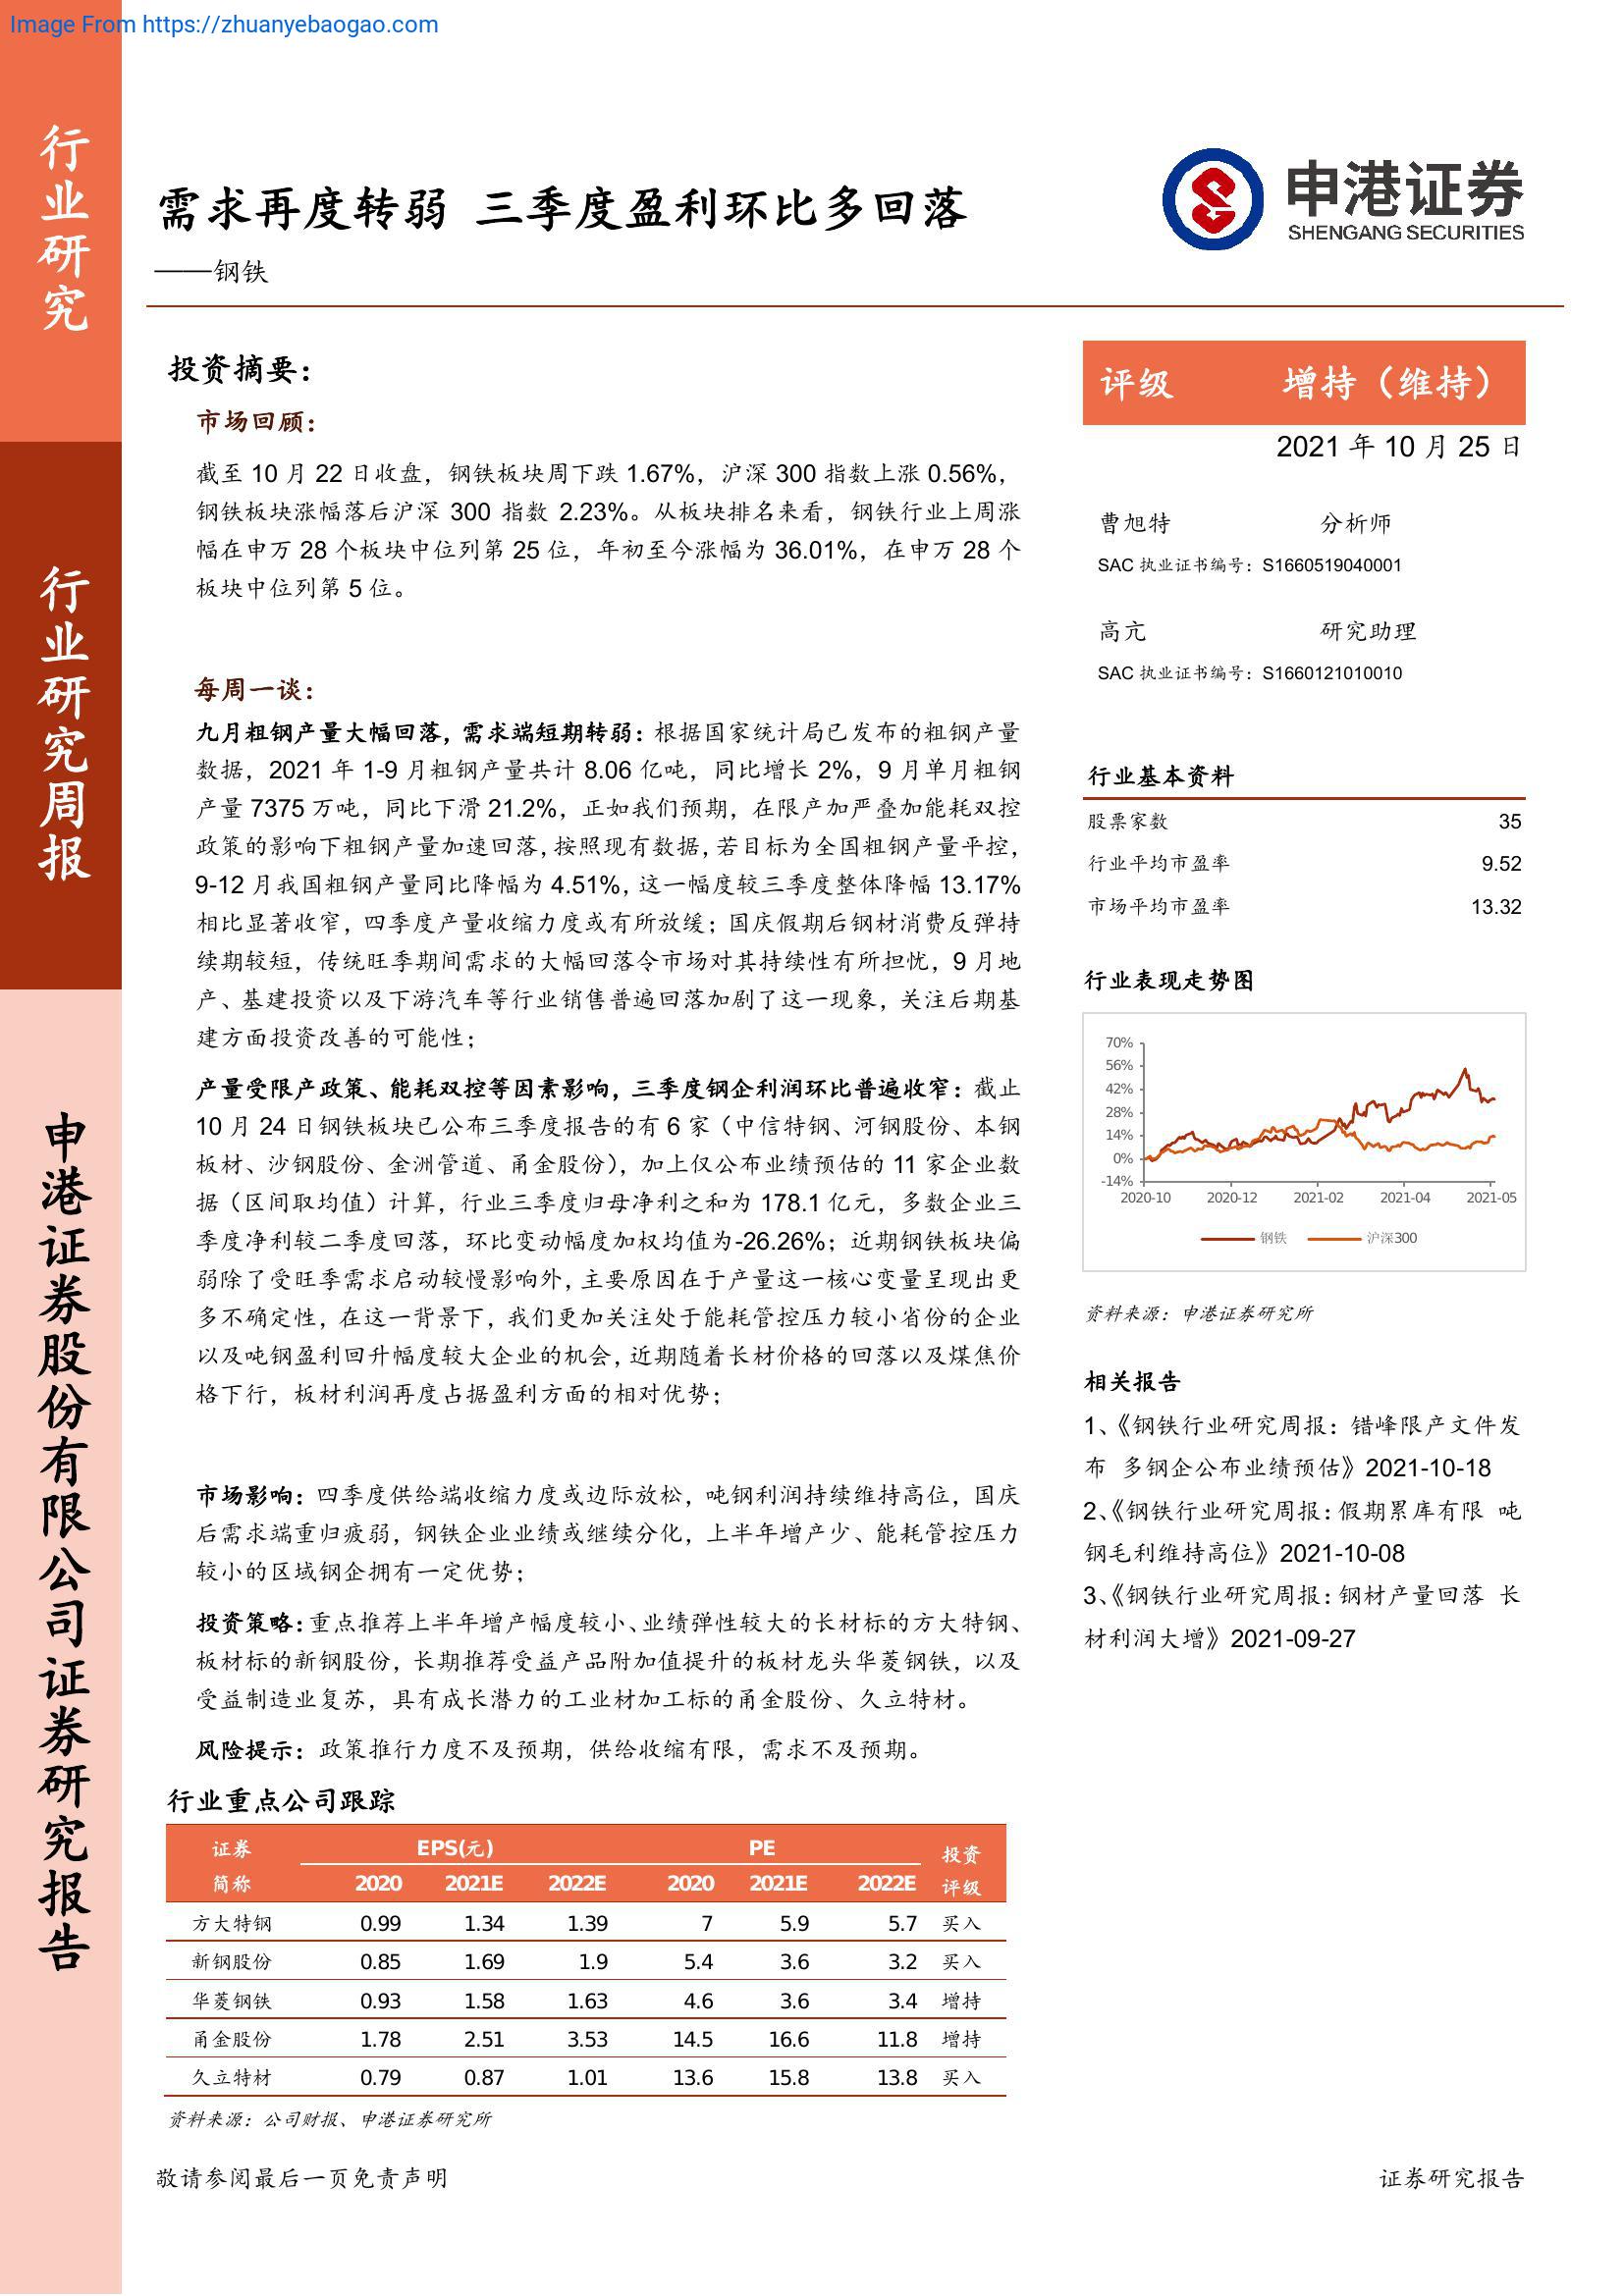 Image From https://zhuanyebaogao.com
行业研究
行业研究周报
申港证券股份有限公司证券研究报告
需求再度转弱 三季度盈利环比多回落
——钢铁
申港证券
SHENGANG SECURITIES
投资摘要：
市场回顾：
截至 10 月 22 日收盘，钢铁板块周下跌 1.67%，沪深 300 指数上涨 0.56%，
钢铁板块涨幅落后沪深 300 指数 2.23%。从板块排名来看，钢铁行业上周涨
幅在申万 28 个板块中位列第 25 位，年初至今涨幅为 36.01%，在申万 28 个
板块中位列第 5 位。
每周一谈：
九月粗钢产量大幅回落，需求端短期转弱：根据国家统计局已发布的粗钢产量
数据，2021 年 1-9 月粗钢产量共计 8.06 亿吨，同比增长 2%，9 月单月粗钢
产量 7375 万吨，同比下滑 21.2%，正如我们预期，在限产加严叠加能耗双控
政策的影响下粗钢产量加速回落，按照现有数据，若目标为全国粗钢产量平控，
9-12 月我国粗钢产量同比降幅为 4.51%，这一幅度较三季度整体降幅 13.17%
相比显著收窄，四季度产量收缩力度或有所放缓；国庆假期后钢材消费反弹持
续期较短，传统旺季期间需求的大幅回落令市场对其持续性有所担忧，9 月地
产、基建投资以及下游汽车等行业销售普遍回落加剧了这一现象，关注后期基
建方面投资改善的可能性；
产量受限产政策、能耗双控等因素影响，三季度钢企利润环比普遍收窄：截止
10 月 24 日钢铁板块已公布三季度报告的有 6 家（中信特钢、河钢股份、本钢
板材、沙钢股份、金洲管道、甬金股份），加上仅公布业绩预估的 11 家企业数
据（区间取均值）计算，行业三季度归母净利之和为 178.1 亿元，多数企业三
季度净利较二季度回落，环比变动幅度加权均值为-26.26%；近期钢铁板块偏
弱除了受旺季需求启动较慢影响外，主要原因在于产量这一核心变量呈现出更
多不确定性，在这一背景下，我们更加关注处于能耗管控压力较小省份的企业
以及吨钢盈利回升幅度较大企业的机会，近期随着长材价格的回落以及煤焦价
格下行，板材利润再度占据盈利方面的相对优势；
市场影响：四季度供给端收缩力度或边际放松，吨钢利润持续维持高位，国庆
后需求端重归疲弱，钢铁企业业绩或继续分化，上半年增产少、能耗管控压力
较小的区域钢企拥有一定优势；
投资策略：重点推荐上半年增产幅度较小、业绩弹性较大的长材标的方大特钢、
板材标的新钢股份，长期推荐受益产品附加值提升的板材龙头华菱钢铁，以及
受益制造业复苏，具有成长潜力的工业材加工标的甬金股份、久立特材。
风险提示：政策推行力度不及预期，供给收缩有限，需求不及预期。
行业重点公司跟踪
证券 EPS(元) PE 投资
简称 2020 2021E 2022E 2020 2021E 2022E 评级
方大特钢 0.99 1.34 1.39 7 5.9 5.7 买入
新钢股份 0.85 1.69 1.9 5.4 3.6 3.2 买入
华菱钢铁 0.93 1.58 1.63 4.6 3.6 3.4 增持
甬金股份 1.78 2.51 3.53 14.5 16.6 11.8 增持
久立特材 0.79 0.87 1.01 13.6 15.8 13.8 买入
资料来源：公司财报、申港证券研究所
评级 增持（维持）
2021 年 10 月 25 日
曹旭特 分析师
SAC 执业证书编号：S1660519040001
高亢 研究助理
SAC 执业证书编号：S1660121010010
行业基本资料
股票家数 35
行业平均市盈率 9.52
市场平均市盈率 13.32
行业表现走势图
70%
56%
42%
28%
14%
0%
-14%
2020-10 2020-12 2021-02 2021-04 2021-05
钢铁 沪深300
资料来源：申港证券研究所
相关报告
1、《钢铁行业研究周报：错峰限产文件发
布 多钢企公布业绩预估》2021-10-18
2、《钢铁行业研究周报：假期累库有限 吨
钢毛利维持高位》2021-10-08
3、《钢铁行业研究周报：钢材产量回落 长
材利润大增》2021-09-27
敬请参阅最后一页免责声明 证券研究报告